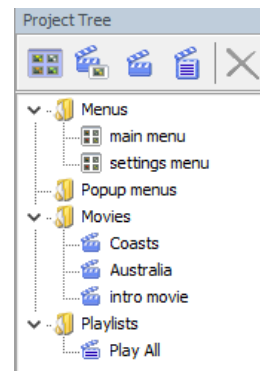 Project Tree
Menus
main menu
settings menu
Popup menus
Movies
Coasts
Australia
intro movie
Playlists
Play All